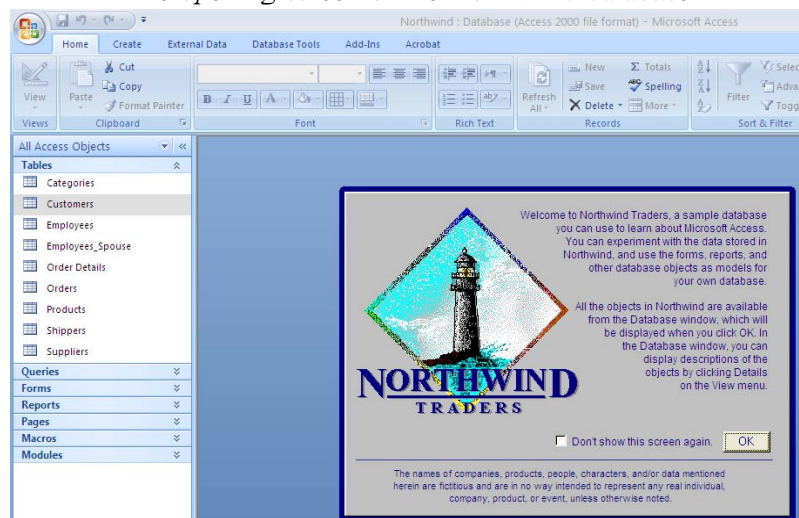 Northwind : Database (Access 2000 file format) - Microsoft Access
Home Create External Data Database Tools Add-Ins Acrobat
View
Paste
Cut
Copy
Format Painter
B I U A
ab
Refresh All
New
Save
Delete
Σ Totals
Spelling
More
Filter
Views Clipboard Font Rich Text Records Sort & Filter
All Access Objects
Tables
Categories
Customers
Employees
Employees_Spouse
Order Details
Orders
Products
Shippers
Suppliers
Queries
Forms
Reports
Pages
Macros
Modules
Welcome to Northwind Traders, a sample database
you can use to learn about Microsoft Access.
You can experiment with the data stored in
Northwind, and use the forms, reports, and
other database objects as models for
your own database.
All the objects in Northwind are available
from the Database window, which will
be displayed when you click OK. In
the Database window, you can
display descriptions of the
objects by clicking Details
on the View menu.
NORTHWIND
TRADERS
Don't show this screen again.
OK
The names of companies, products, people, characters, and/or data mentioned
herein are fictitious and are in no way intended to represent any real individual,
company, product, or event, unless otherwise noted.